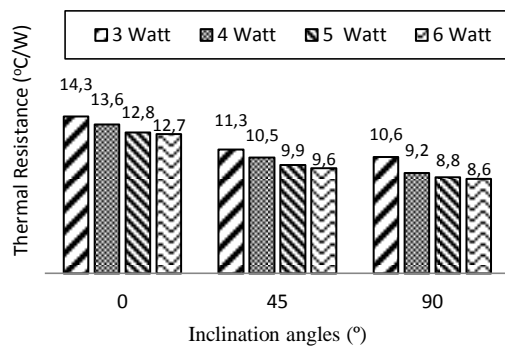 3 Watt 4 Watt 5 Watt 6 Watt
Thermal Resistance (ºC/W)
14,3 13,6 12,8 12,7 11,3 10,5 9,9 9,6 10,6 9,2 8,8 8,6
0 45 90
Inclination angles (º)